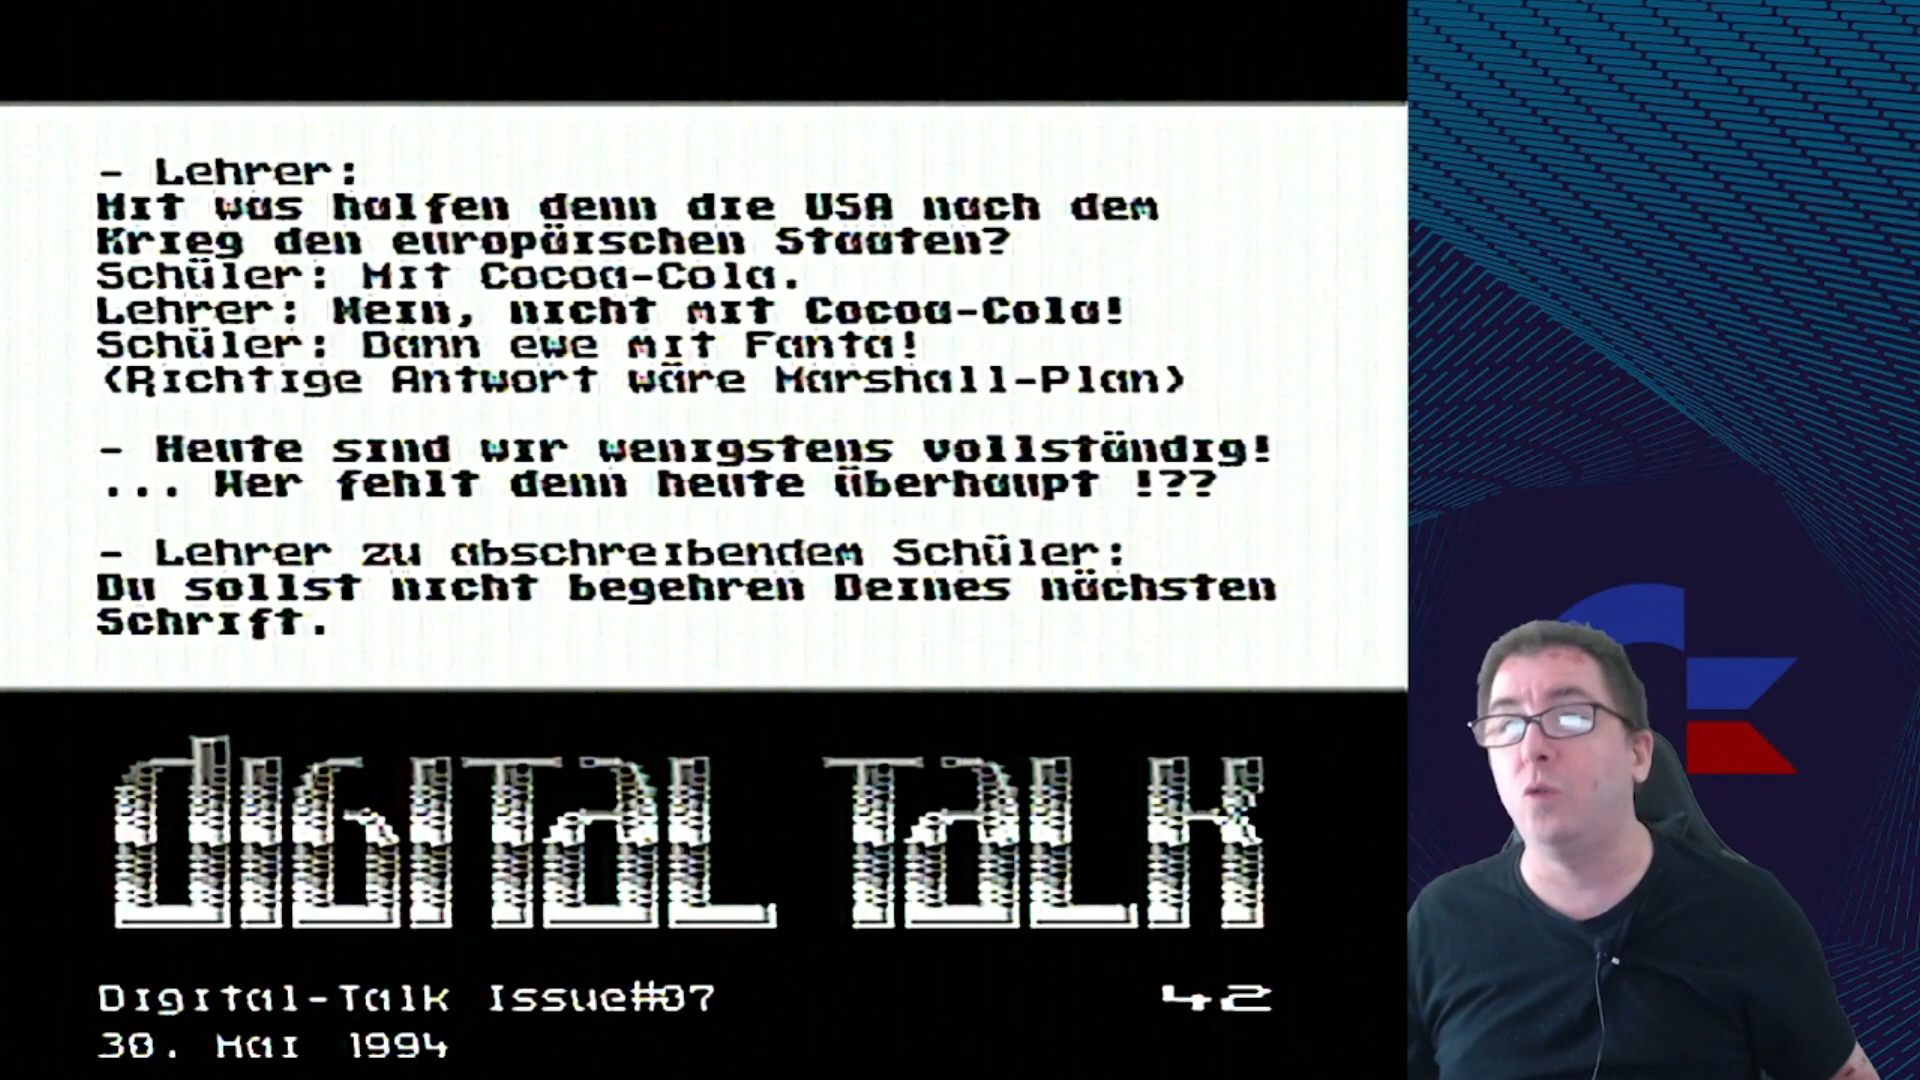 - Lehrer:
Mit was halfen denn die USA nach dem
Krieg den europäischen Staaten?
Schüler: Mit Cocoa-Cola.
Lehrer: Nein, nicht mit Cocoa-Cola!
Schüler: Dann ewe mit Fanta!
(Richtige Antwort wäre Marshall-Plan)
- Heute sind wir wenigstens vollständig!
... Wer fehlt denn heute überhaupt !??
- Lehrer zu abschreibendem Schüler:
Du sollst nicht begehren Deines nächsten
Schrift.
DIGITAL TALK
Digital-Talk Issue#07
42
30. Mai 1994